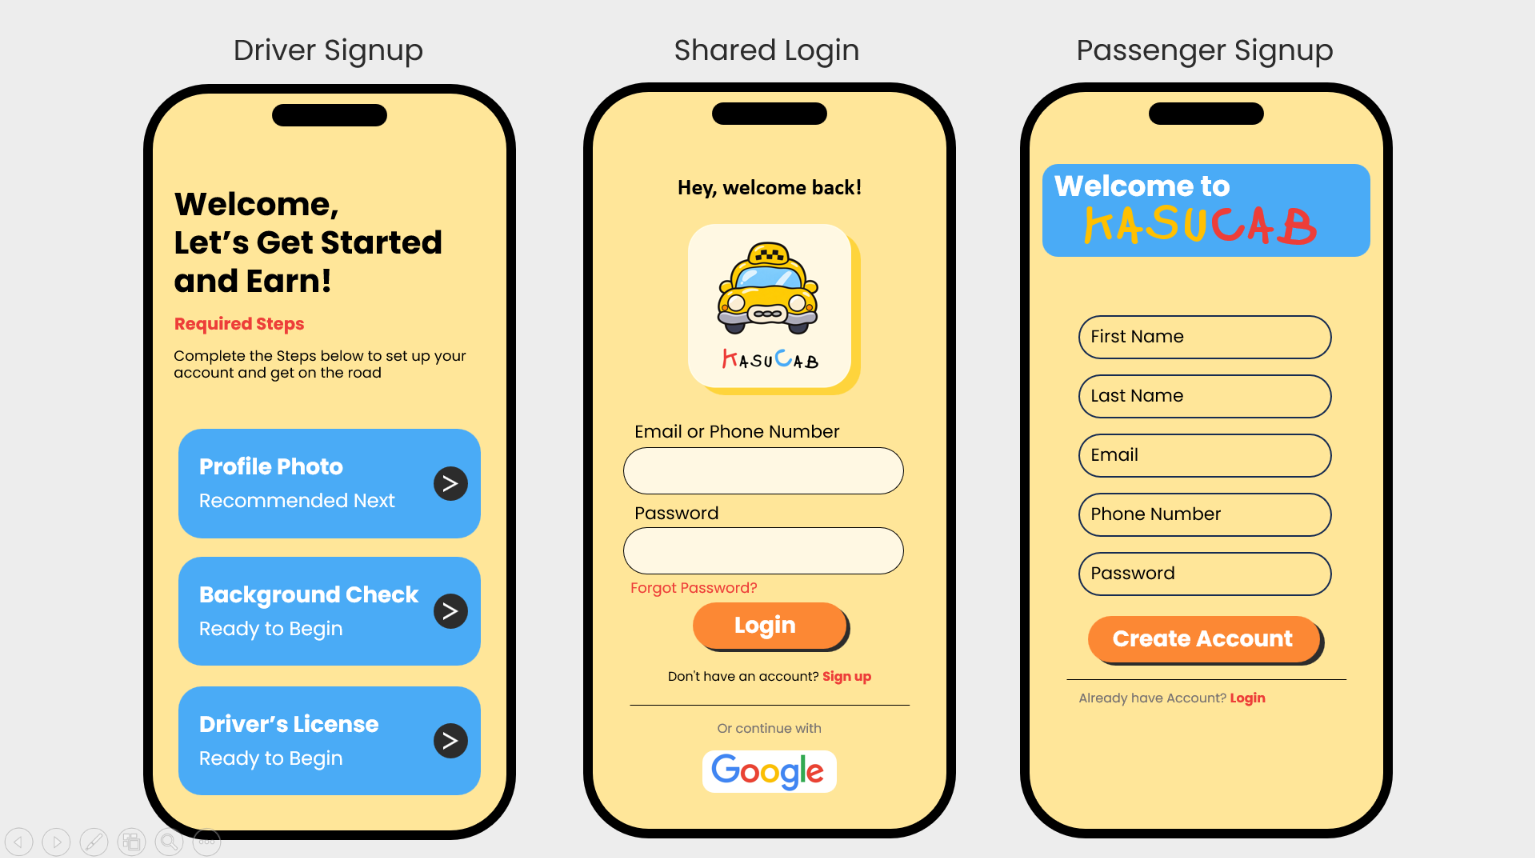 Driver Signup
Welcome,
Let's Get Started
and Earn!
Required Steps
Complete the Steps below to set up your
account and get on the road
Profile Photo
Recommended Next
>
Background Check
Ready to Begin
>
Driver's License
Ready to Begin
>
Shared Login
Hey, welcome back!
KASUCAB
Email or Phone Number
Password
Forgot Password?
Login
Don't have an account? Sign up
Or continue with
Google
Passenger Signup
Welcome to
KASUCAB
First Name
Last Name
Email
Phone Number
Password
Create Account
Already have Account? Login